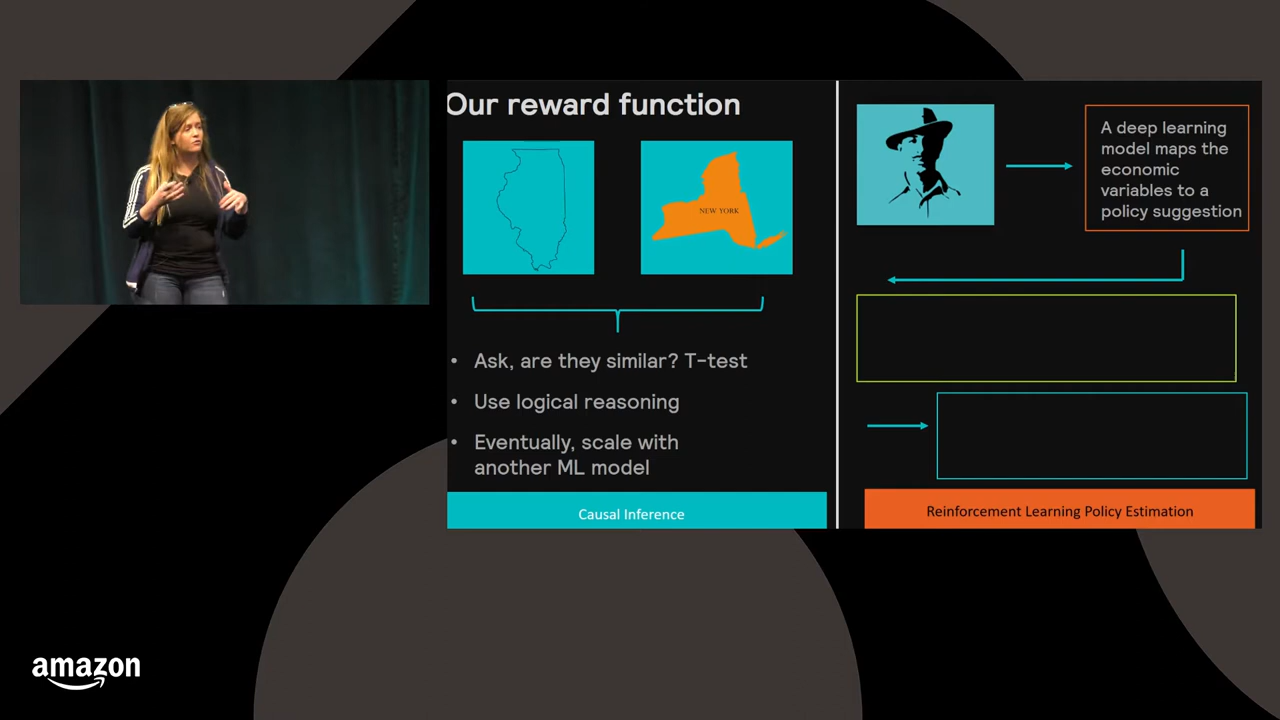 Our reward function
NEW YORK
• Ask, are they similar? T-test
• Use logical reasoning
• Eventually, scale with
another ML model
Causal Inference
A deep learning
model maps the
economic
variables to a
policy suggestion
Reinforcement Learning Policy Estimation
amazon